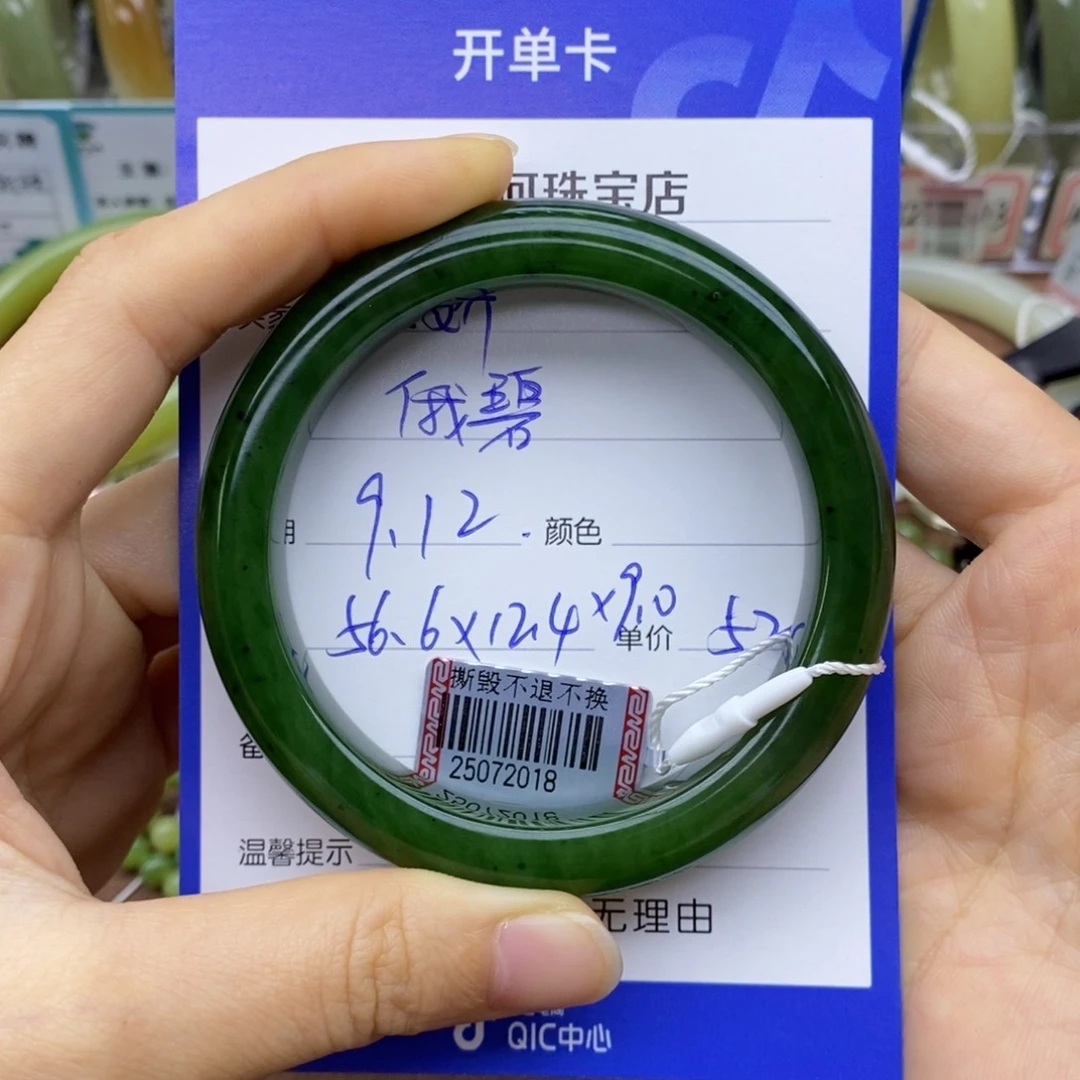 开单卡
珠宝店
俄碧
9.12. 颜色
56.6x12.4x9.0 单价
撕毁不退不换
25072018
温馨提示
无理由
QIC中心